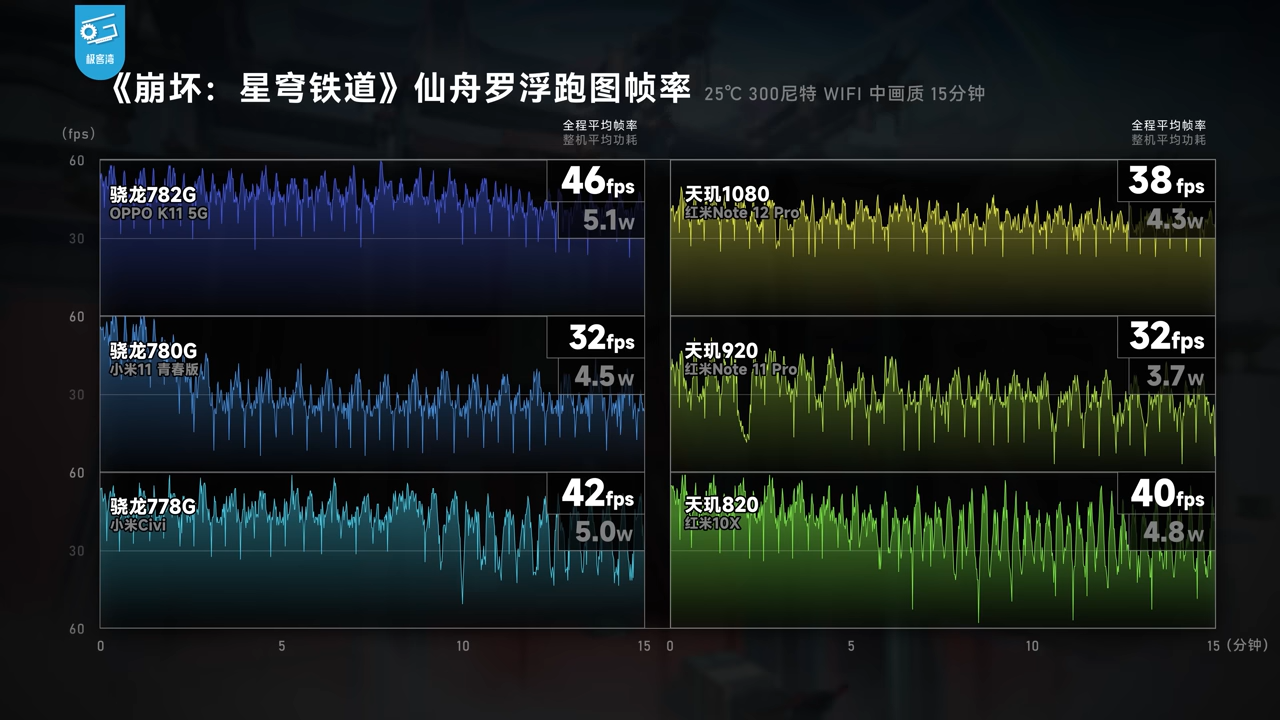 极客湾
《崩坏：星穹铁道》仙舟罗浮跑图帧率 25℃ 300尼特 WIFI 中画质 15分钟
(fps)
全程平均帧率
整机平均功耗
全程平均帧率
整机平均功耗
60
骁龙782G
OPPO K11 5G
46fps
5.1w
30
天玑1080
红米Note 12 Pro
38 fps
4.3w
60
骁龙780G
小米11 青春版
32fps
4.5w
30
天玑920
红米Note 11 Pro
32fps
3.7w
60
骁龙778G
小米Civi
42fps
5.0w
30
天玑820
红米10X
40fps
4.8w
60
0 5 10 15
0 5 10 15 (分钟)